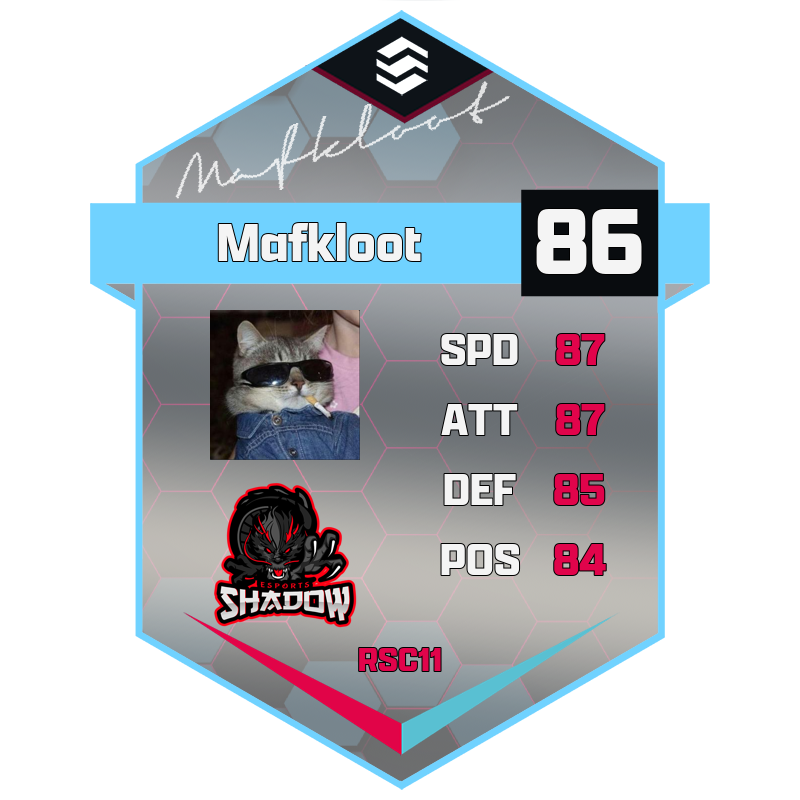 Mafkloot
Mafkloot
86
SPD 87
ATT 87
DEF 85
POS 84
ESPORTS
SHADOW
RSC11